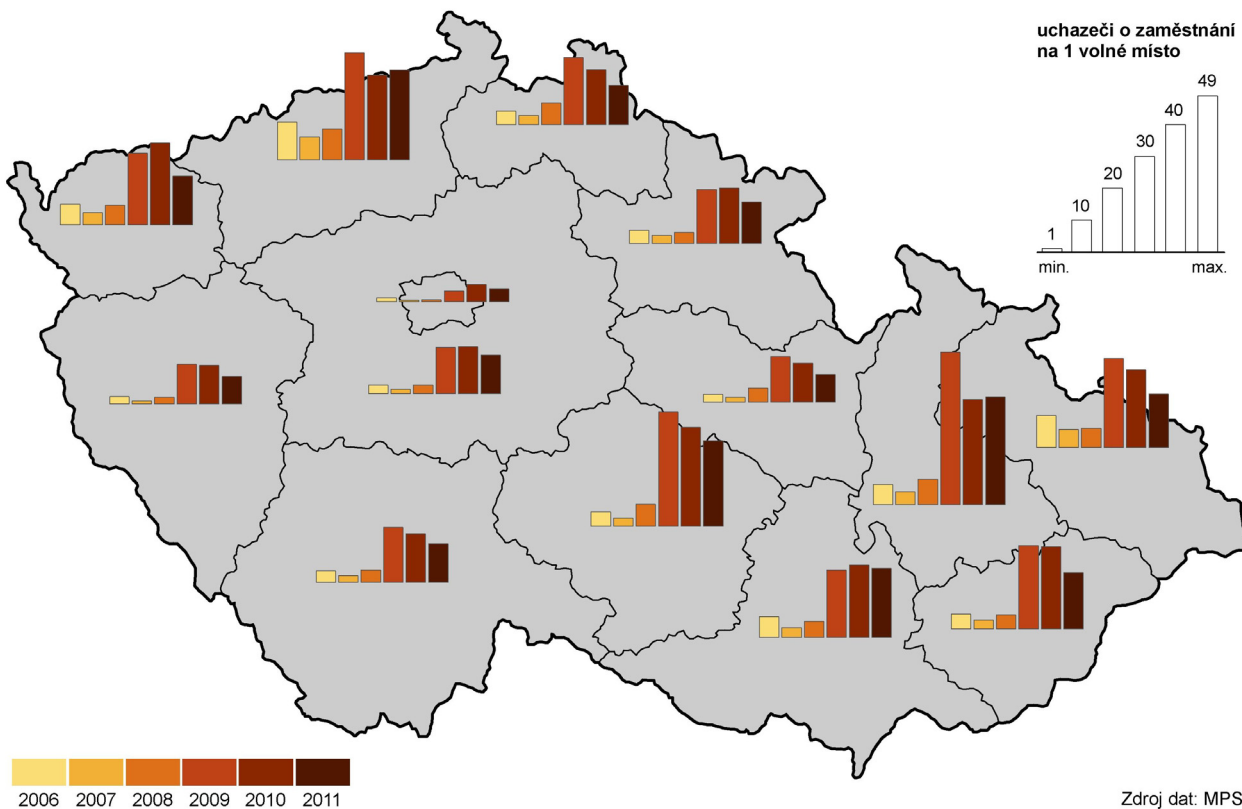 uchazeči o zaměstnání
na 1 volné místo
49
40
30
20
10
1
min. max.
2006 2007 2008 2009 2010 2011
Zdroj dat: MPS